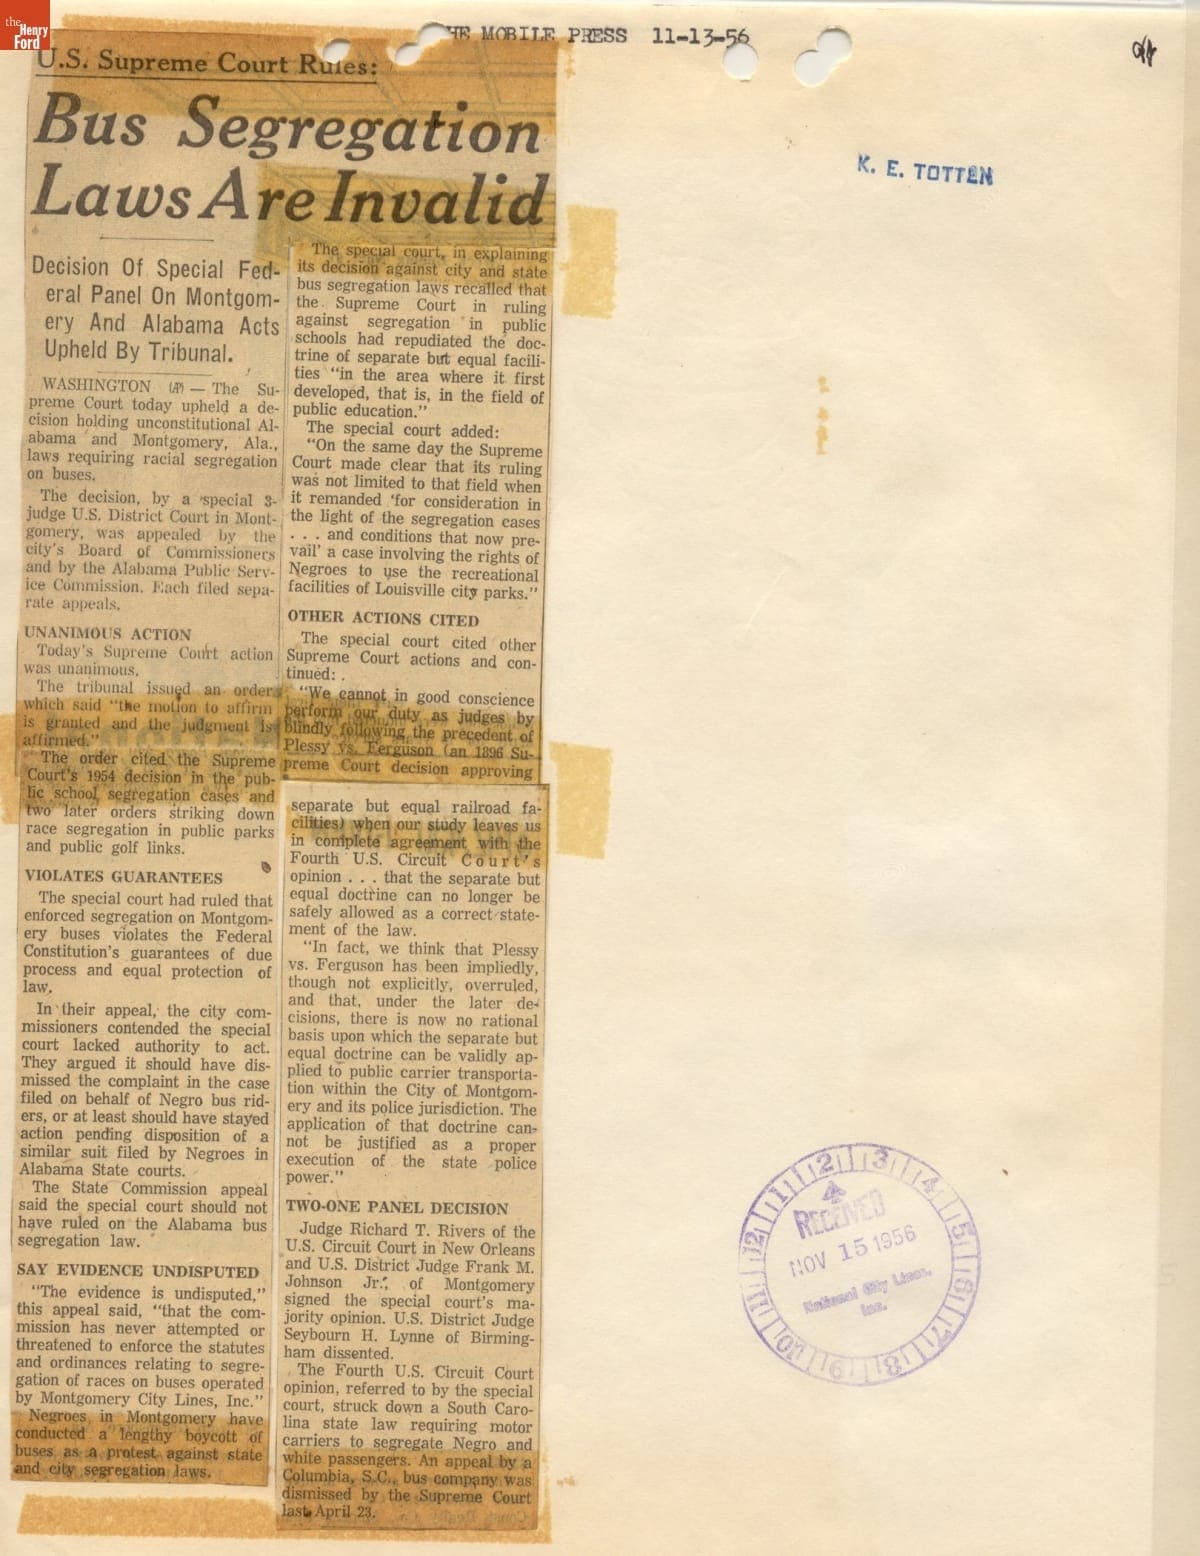 the
Henry
Ford
THE MOBILE PRESS 11-13-56
K. E. TOTTEN
U.S. Supreme Court Rules:
Bus Segregation
Laws Are Invalid
Decision Of Special Fed-
eral Panel On Montgom-
ery And Alabama Acts
Upheld By Tribunal.
WASHINGTON (AP) — The Su-
preme Court today upheld a de-
cision holding unconstitutional Al-
abama and Montgomery, Ala.,
laws requiring racial segregation
on buses.
The decision, by a special 3-
judge U.S. District Court in Mont-
gomery, was appealed by the
city's Board of Commissioners
and by the Alabama Public Serv-
ice Commission. Each filed sepa-
rate appeals.
UNANIMOUS ACTION
Today's Supreme Court action
was unanimous.
The tribunal issued an order
which said "the motion to affirm
is granted and the judgment is
affirmed."
The order cited the Supreme
Court's 1954 decision in the pub-
lic school segregation cases and
two later orders striking down
race segregation in public parks
and public golf links.
VIOLATES GUARANTEES
The special court had ruled that
enforced segregation on Montgom-
ery buses violates the Federal
Constitution's guarantees of due
process and equal protection of
law.
In their appeal, the city com-
missioners contended the special
court lacked authority to act.
They argued it should have dis-
missed the complaint in the case
filed on behalf of Negro bus rid-
ers, or at least should have stayed
action pending disposition of a
similar suit filed by Negroes in
Alabama State courts.
The State Commission appeal
said the special court should not
have ruled on the Alabama bus
segregation law.
SAY EVIDENCE UNDISPUTED
"The evidence is undisputed,"
this appeal said, "that the com-
mission has never attempted or
threatened to enforce the statutes
and ordinances relating to segre-
gation of races on buses operated
by Montgomery City Lines, Inc."
Negroes in Montgomery have
conducted a lengthy boycott of
buses as a protest against state
and city segregation laws.
The special court, in explaining
its decision against city and state
bus segregation laws recalled that
the Supreme Court in ruling
against segregation in public
schools had repudiated the doc-
trine of separate but equal facili-
ties "in the area where it first
developed, that is, in the field of
public education."
The special court added:
"On the same day the Supreme
Court made clear that its ruling
was not limited to that field when
it remanded 'for consideration in
the light of the segregation cases
. . . and conditions that now pre-
vail' a case involving the rights of
Negroes to use the recreational
facilities of Louisville city parks."
OTHER ACTIONS CITED
The special court cited other
Supreme Court actions and con-
tinued:
"We cannot in good conscience
perform our duty as judges by
blindly following the precedent of
Plessy vs. Ferguson (an 1896 Su-
preme Court decision approving
separate but equal railroad fa-
cilities) when our study leaves us
in complete agreement with the
Fourth U.S. Circuit Court's
opinion . . . that the separate but
equal doctrine can no longer be
safely allowed as a correct state-
ment of the law.
"In fact, we think that Plessy
vs. Ferguson has been impliedly,
though not explicitly, overruled,
and that, under the later de-
cisions, there is now no rational
basis upon which the separate but
equal doctrine can be validly ap-
plied to public carrier transporta-
tion within the City of Montgom-
ery and its police jurisdiction. The
application of that doctrine can-
not be justified as a proper
execution of the state police
power."
TWO-ONE PANEL DECISION
Judge Richard T. Rivers of the
U.S. Circuit Court in New Orleans
and U.S. District Judge Frank M.
Johnson Jr., of Montgomery
signed the special court's ma-
jority opinion. U.S. District Judge
Seybourn H. Lynne of Birming-
ham dissented.
The Fourth U.S. Circuit Court
opinion, referred to by the special
court, struck down a South Caro-
lina state law requiring motor
carriers to segregate Negro and
white passengers. An appeal by a
Columbia, S.C., bus company was
dismissed by the Supreme Court
last April 23.
12 1 2 3 4 5 6 7 8 9 10 11
RECEIVED
NOV 15 1956
National City Lines,
Inc.